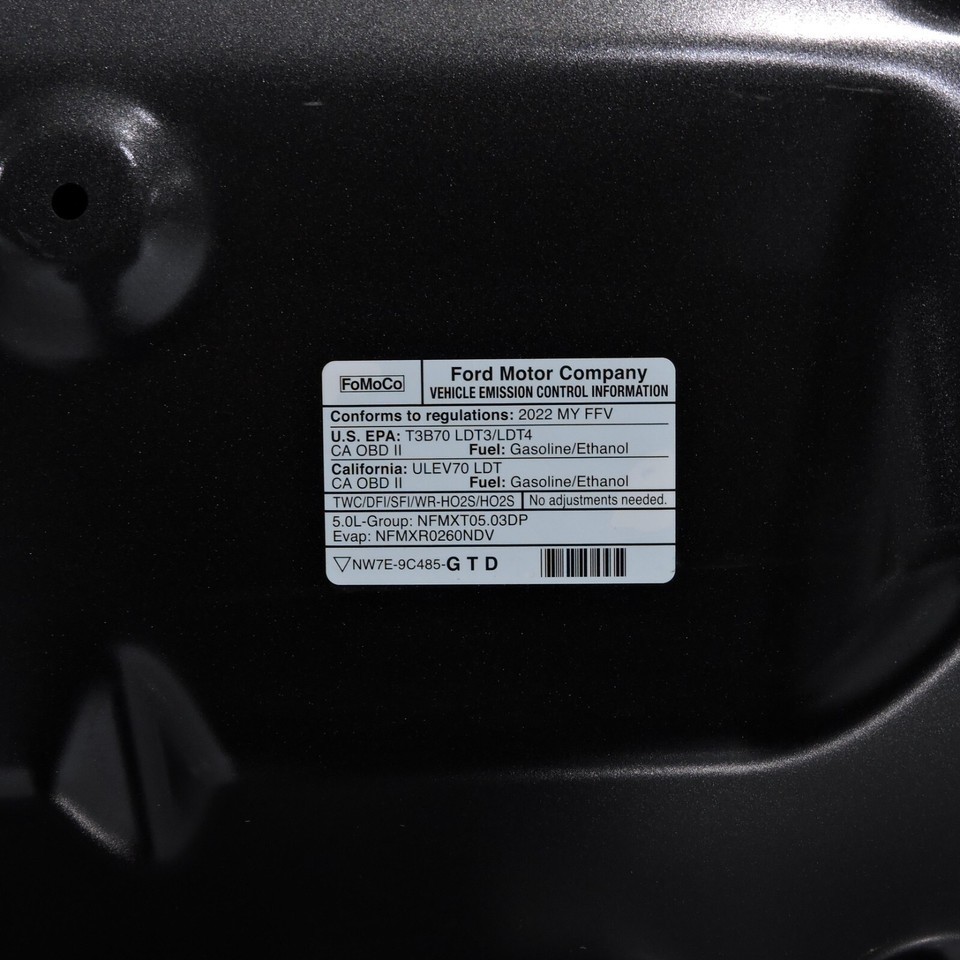 FoMoCo
Ford Motor Company
VEHICLE EMISSION CONTROL INFORMATION
Conforms to regulations: 2022 MY FFV
U.S. EPA: T3B70 LDT3/LDT4
CA OBD II Fuel: Gasoline/Ethanol
California: ULEV70 LDT
CA OBD II Fuel: Gasoline/Ethanol
TWC/DFI/SFI/WR-HO2S/HO2S No adjustments needed.
5.0L-Group: NFMXT05.03DP
Evap: NFMXR0260NDV
NW7E-9C485-G T D